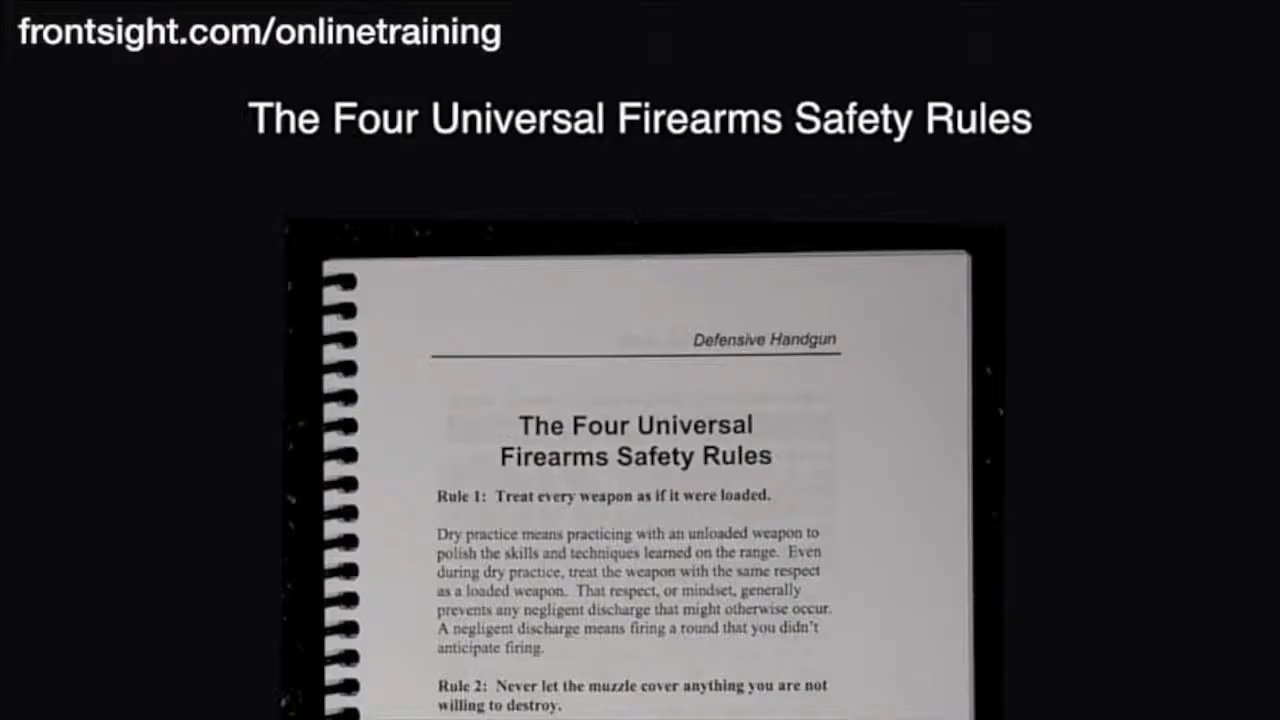 frontsight.com/onlinetraining
The Four Universal Firearms Safety Rules
Defensive Handgun
The Four Universal
Firearms Safety Rules
Rule 1: Treat every weapon as if it were loaded.
Dry practice means practicing with an unloaded weapon to
polish the skills and techniques learned on the range. Even
during dry practice, treat the weapon with the same respect
as a loaded weapon. That respect, or mindset, generally
prevents any negligent discharge that might otherwise occur.
A negligent discharge means firing a round that you didn't
anticipate firing.
Rule 2: Never let the muzzle cover anything you are not
willing to destroy.